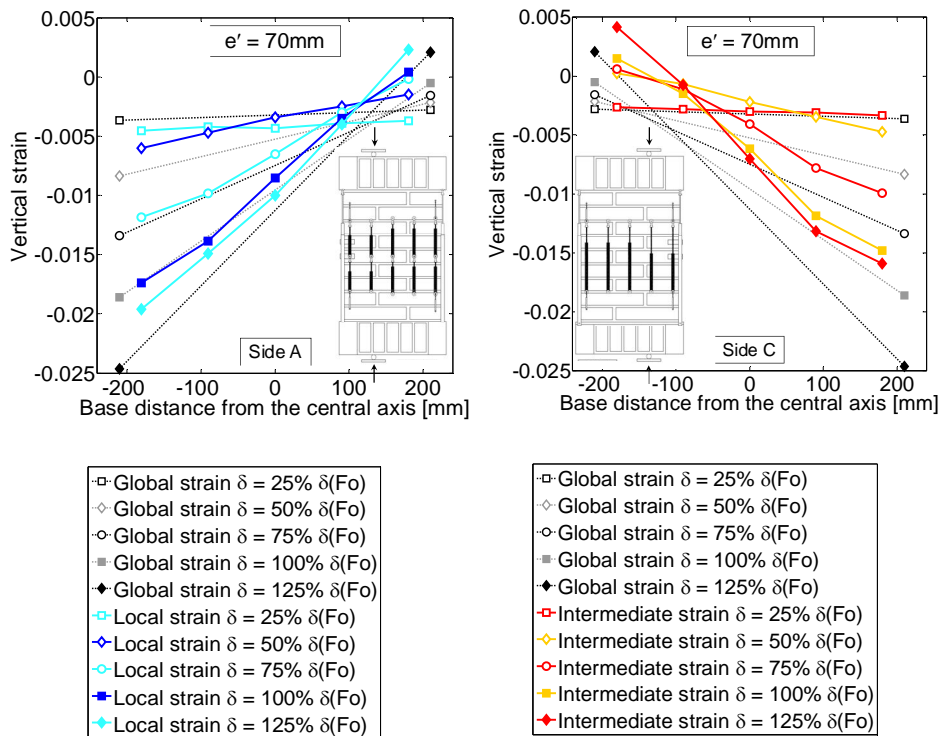 0.005
0
-0.005
-0.01
-0.015
-0.02
-0.025
Vertical strain
e′ = 70mm
Side A
-200 -100 0 100 200
Base distance from the central axis [mm]
0.005
0
-0.005
-0.01
-0.015
-0.02
-0.025
Vertical strain
e′ = 70mm
Side C
-200 -100 0 100 200
Base distance from the central axis [mm]
Global strain δ = 25% δ(Fo)
Global strain δ = 50% δ(Fo)
Global strain δ = 75% δ(Fo)
Global strain δ = 100% δ(Fo)
Global strain δ = 125% δ(Fo)
Local strain δ = 25% δ(Fo)
Local strain δ = 50% δ(Fo)
Local strain δ = 75% δ(Fo)
Local strain δ = 100% δ(Fo)
Local strain δ = 125% δ(Fo)
Global strain δ = 25% δ(Fo)
Global strain δ = 50% δ(Fo)
Global strain δ = 75% δ(Fo)
Global strain δ = 100% δ(Fo)
Global strain δ = 125% δ(Fo)
Intermediate strain δ = 25% δ(Fo)
Intermediate strain δ = 50% δ(Fo)
Intermediate strain δ = 75% δ(Fo)
Intermediate strain δ = 100% δ(Fo)
Intermediate strain δ = 125% δ(Fo)